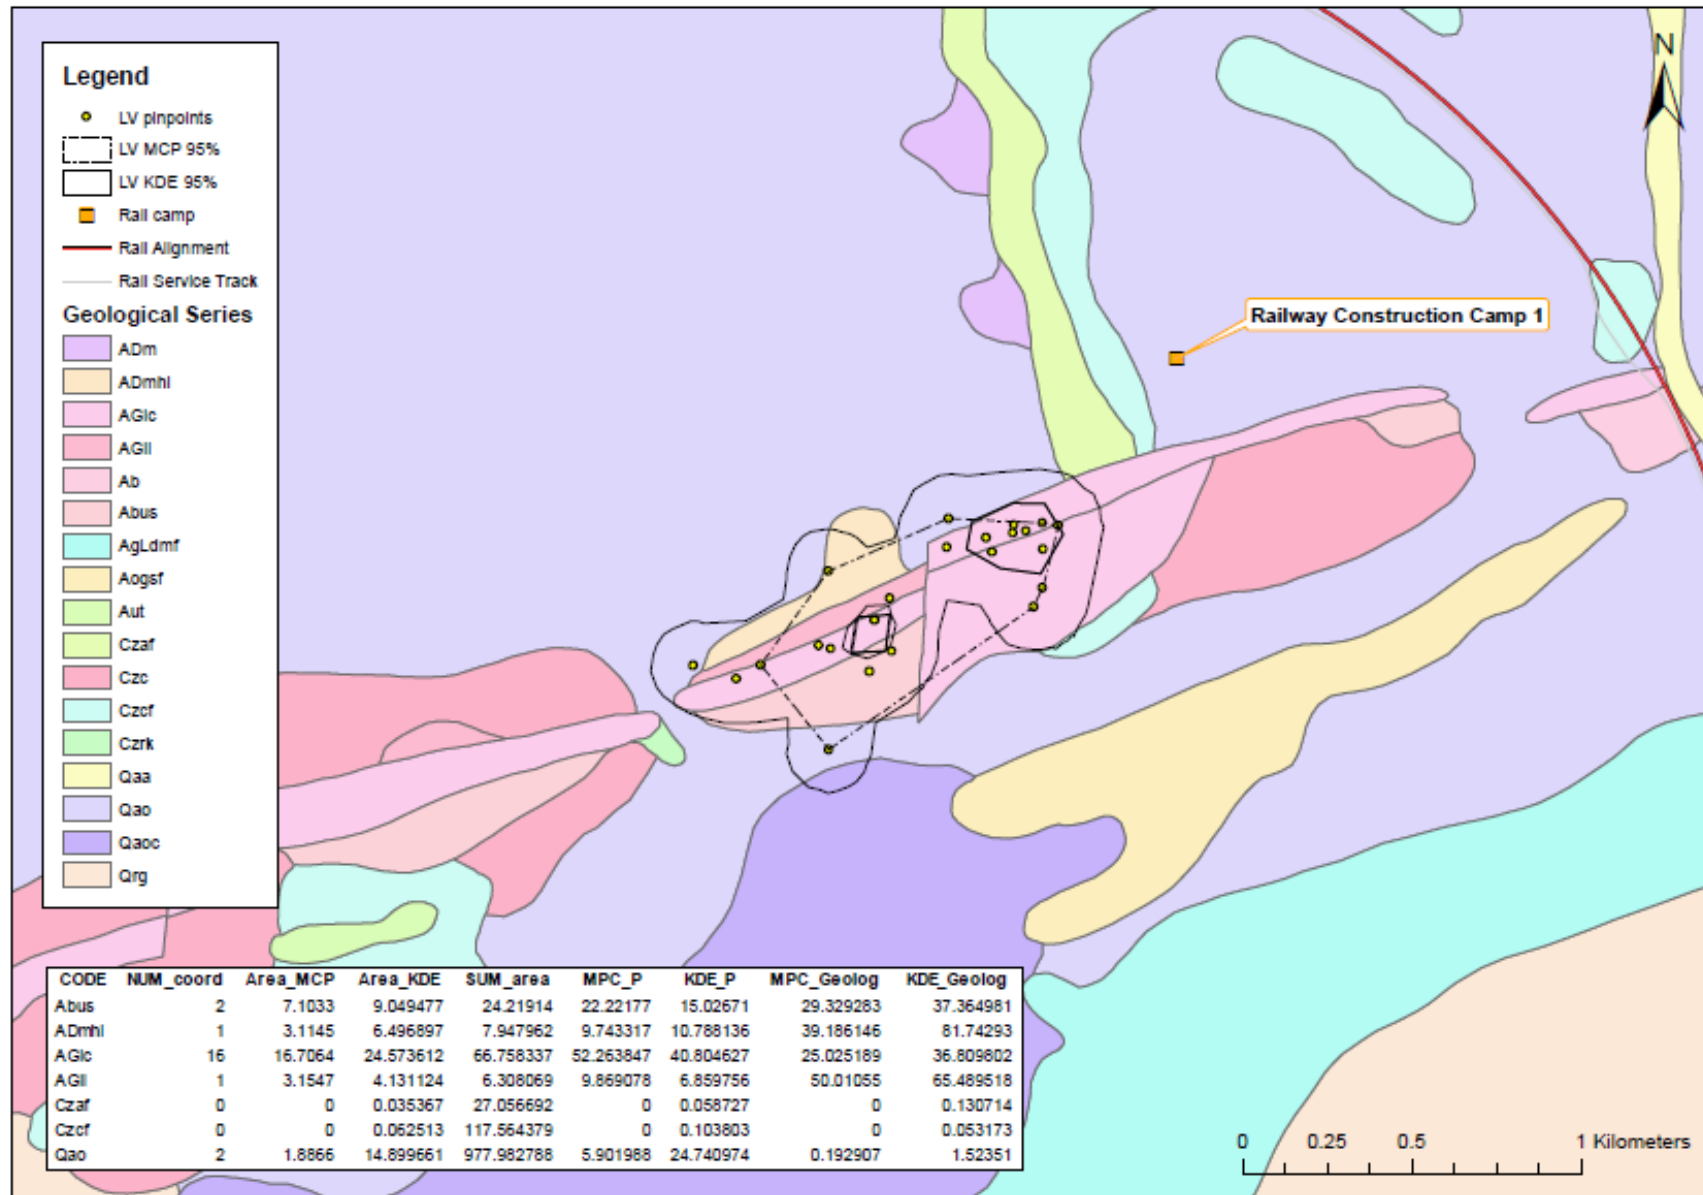 Legend
LV pinpoints
LV MCP 95%
LV KDE 95%
Rail camp
Rail Alignment
Rail Service Track
Geological Series
ADm
ADmhi
AGic
AGli
Ab
Abus
AgLdmf
Aogsf
Aut
Czaf
Czc
Czcf
Czrk
Qaa
Qao
Qaoc
Qrg
N
Railway Construction Camp 1
CODE NUM_coord Area_MCP Area_KDE SUM_area MPC_P KDE_P MPC_Geolog KDE_Geolog
Abus 2 7.1033 9.049477 24.21914 22.22177 15.02671 29.329283 37.364981
ADmhi 1 3.1145 6.496897 7.947962 9.743317 10.788136 39.186146 81.74293
AGic 16 16.7064 24.573612 66.758337 52.263847 40.804627 25.025189 36.809802
AGli 1 3.1547 4.131124 6.308069 9.869078 6.859756 50.01055 65.489518
Czaf 0 0 0.035367 27.056692 0 0.058727 0 0.130714
Czcf 0 0 0.062513 117.564379 0 0.103803 0 0.053173
Qao 2 1.8866 14.899661 977.982788 5.901988 24.740974 0.192907 1.52351
0 0.25 0.5 1 Kilometers